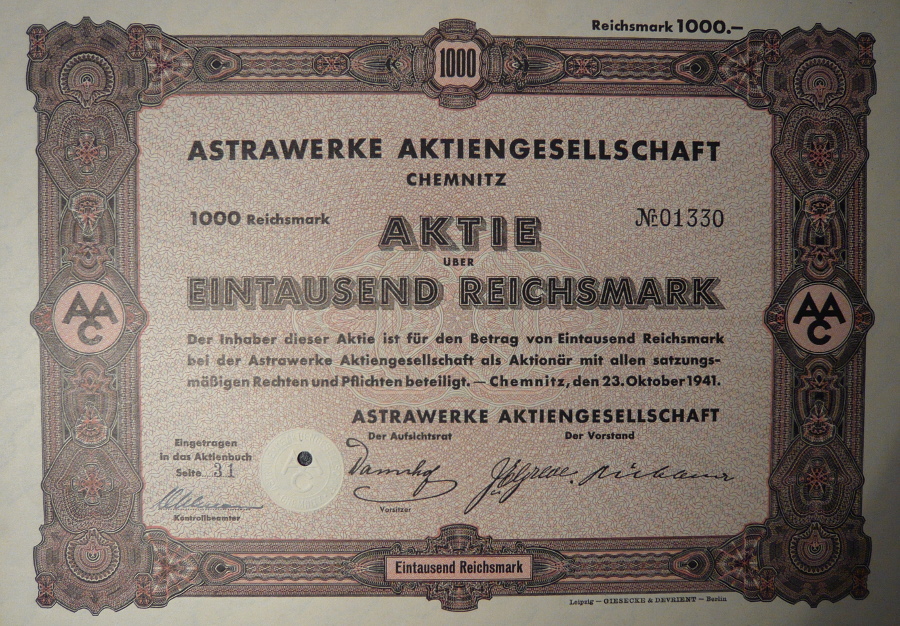 Reichsmark 1000.–
1000
ASTRAWERKE AKTIENGESELLSCHAFT
CHEMNITZ
1000 Reichsmark
AKTIE
№ 01330
ÜBER
EINTAUSEND REICHSMARK
AAC
AAC
Der Inhaber dieser Aktie ist für den Betrag von Eintausend Reichsmark
bei der Astrawerke Aktiengesellschaft als Aktionär mit allen satzungs-
mäßigen Rechten und Pflichten beteiligt. — Chemnitz, den 23. Oktober 1941.
ASTRAWERKE AKTIENGESELLSCHAFT
Der Aufsichtsrat
Der Vorstand
Eingetragen
in das Aktienbuch
Seite 31
Kontrollbeamter
Vorsitzer
Eintausend Reichsmark
Leipzig — GIESECKE & DEVRIENT — Berlin